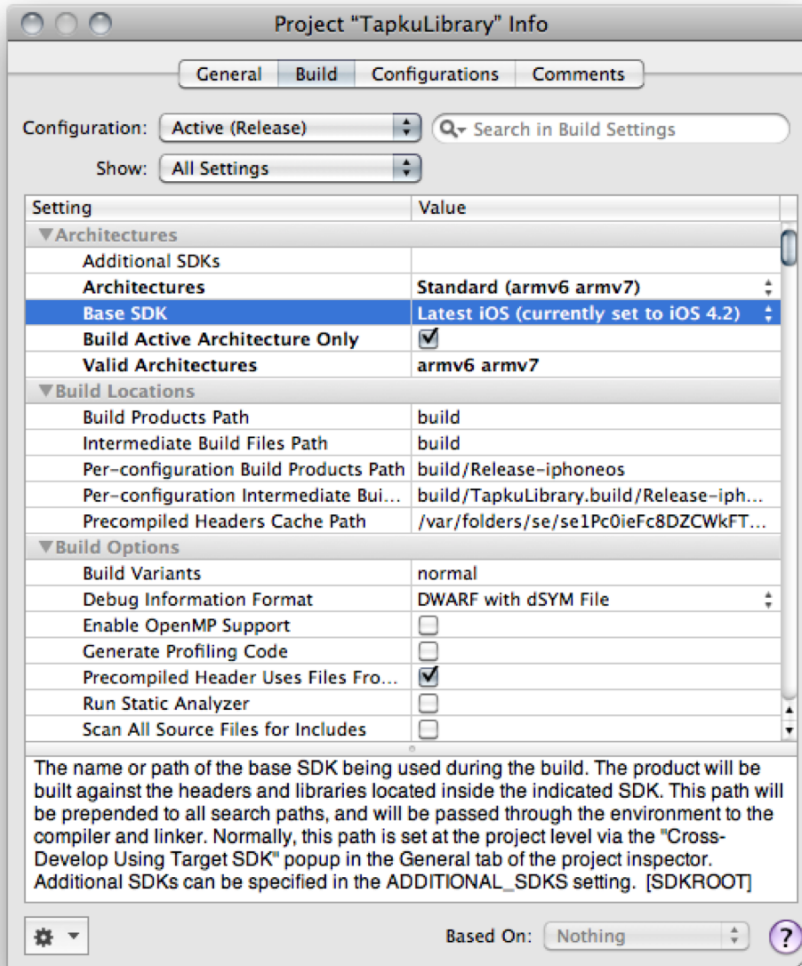 Project “TapkuLibrary” Info
General Build Configurations Comments
Configuration: Active (Release) Search in Build Settings
Show: All Settings
Setting Value
Architectures
Additional SDKs
Architectures Standard (armv6 armv7)
Base SDK Latest iOS (currently set to iOS 4.2)
Build Active Architecture Only
Valid Architectures armv6 armv7
Build Locations
Build Products Path build
Intermediate Build Files Path build
Per-configuration Build Products Path build/Release-iphoneos
Per-configuration Intermediate Bui... build/TapkuLibrary.build/Release-iph...
Precompiled Headers Cache Path /var/folders/se/se1Pc0ieFc8DZCWkFT...
Build Options
Build Variants normal
Debug Information Format DWARF with dSYM File
Enable OpenMP Support
Generate Profiling Code
Precompiled Header Uses Files Fro...
Run Static Analyzer
Scan All Source Files for Includes
The name or path of the base SDK being used during the build. The product will be
built against the headers and libraries located inside the indicated SDK. This path will
be prepended to all search paths, and will be passed through the environment to the
compiler and linker. Normally, this path is set at the project level via the "Cross-
Develop Using Target SDK" popup in the General tab of the project inspector.
Additional SDKs can be specified in the ADDITIONAL_SDKS setting. [SDKROOT]
Based On: Nothing ?